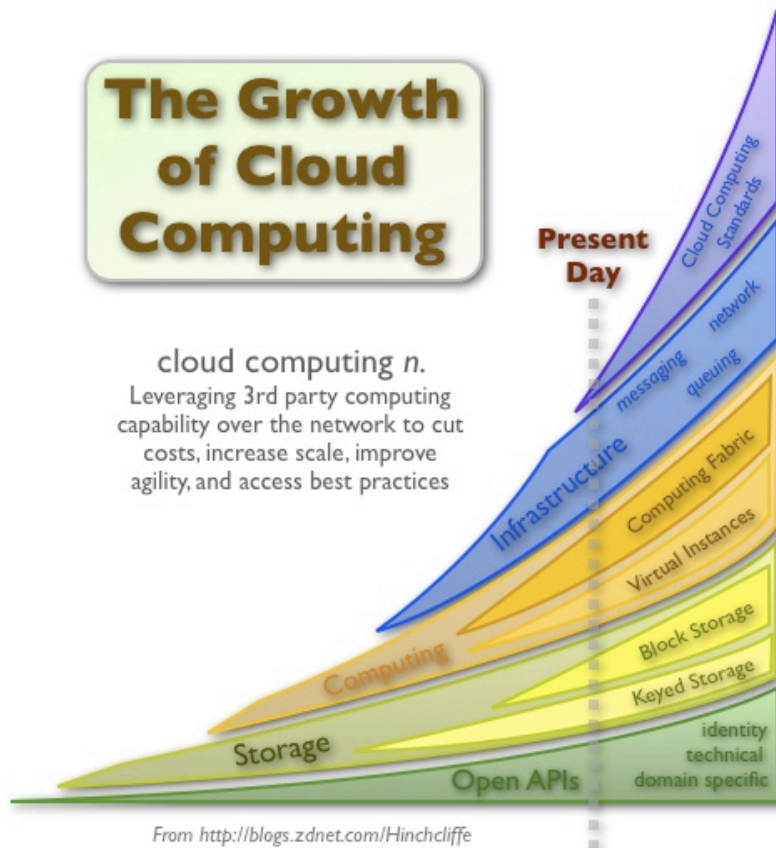 The Growth
of Cloud
Computing
Present
Day
cloud computing n.
Leveraging 3rd party computing
capability over the network to cut
costs, increase scale, improve
agility, and access best practices
Cloud Computing
Standards
network
messaging
queuing
Infrastructure
Computing Fabric
Virtual Instances
Computing
Block Storage
Keyed Storage
Storage
identity
technical
domain specific
Open APIs
From http://blogs.zdnet.com/Hinchcliffe